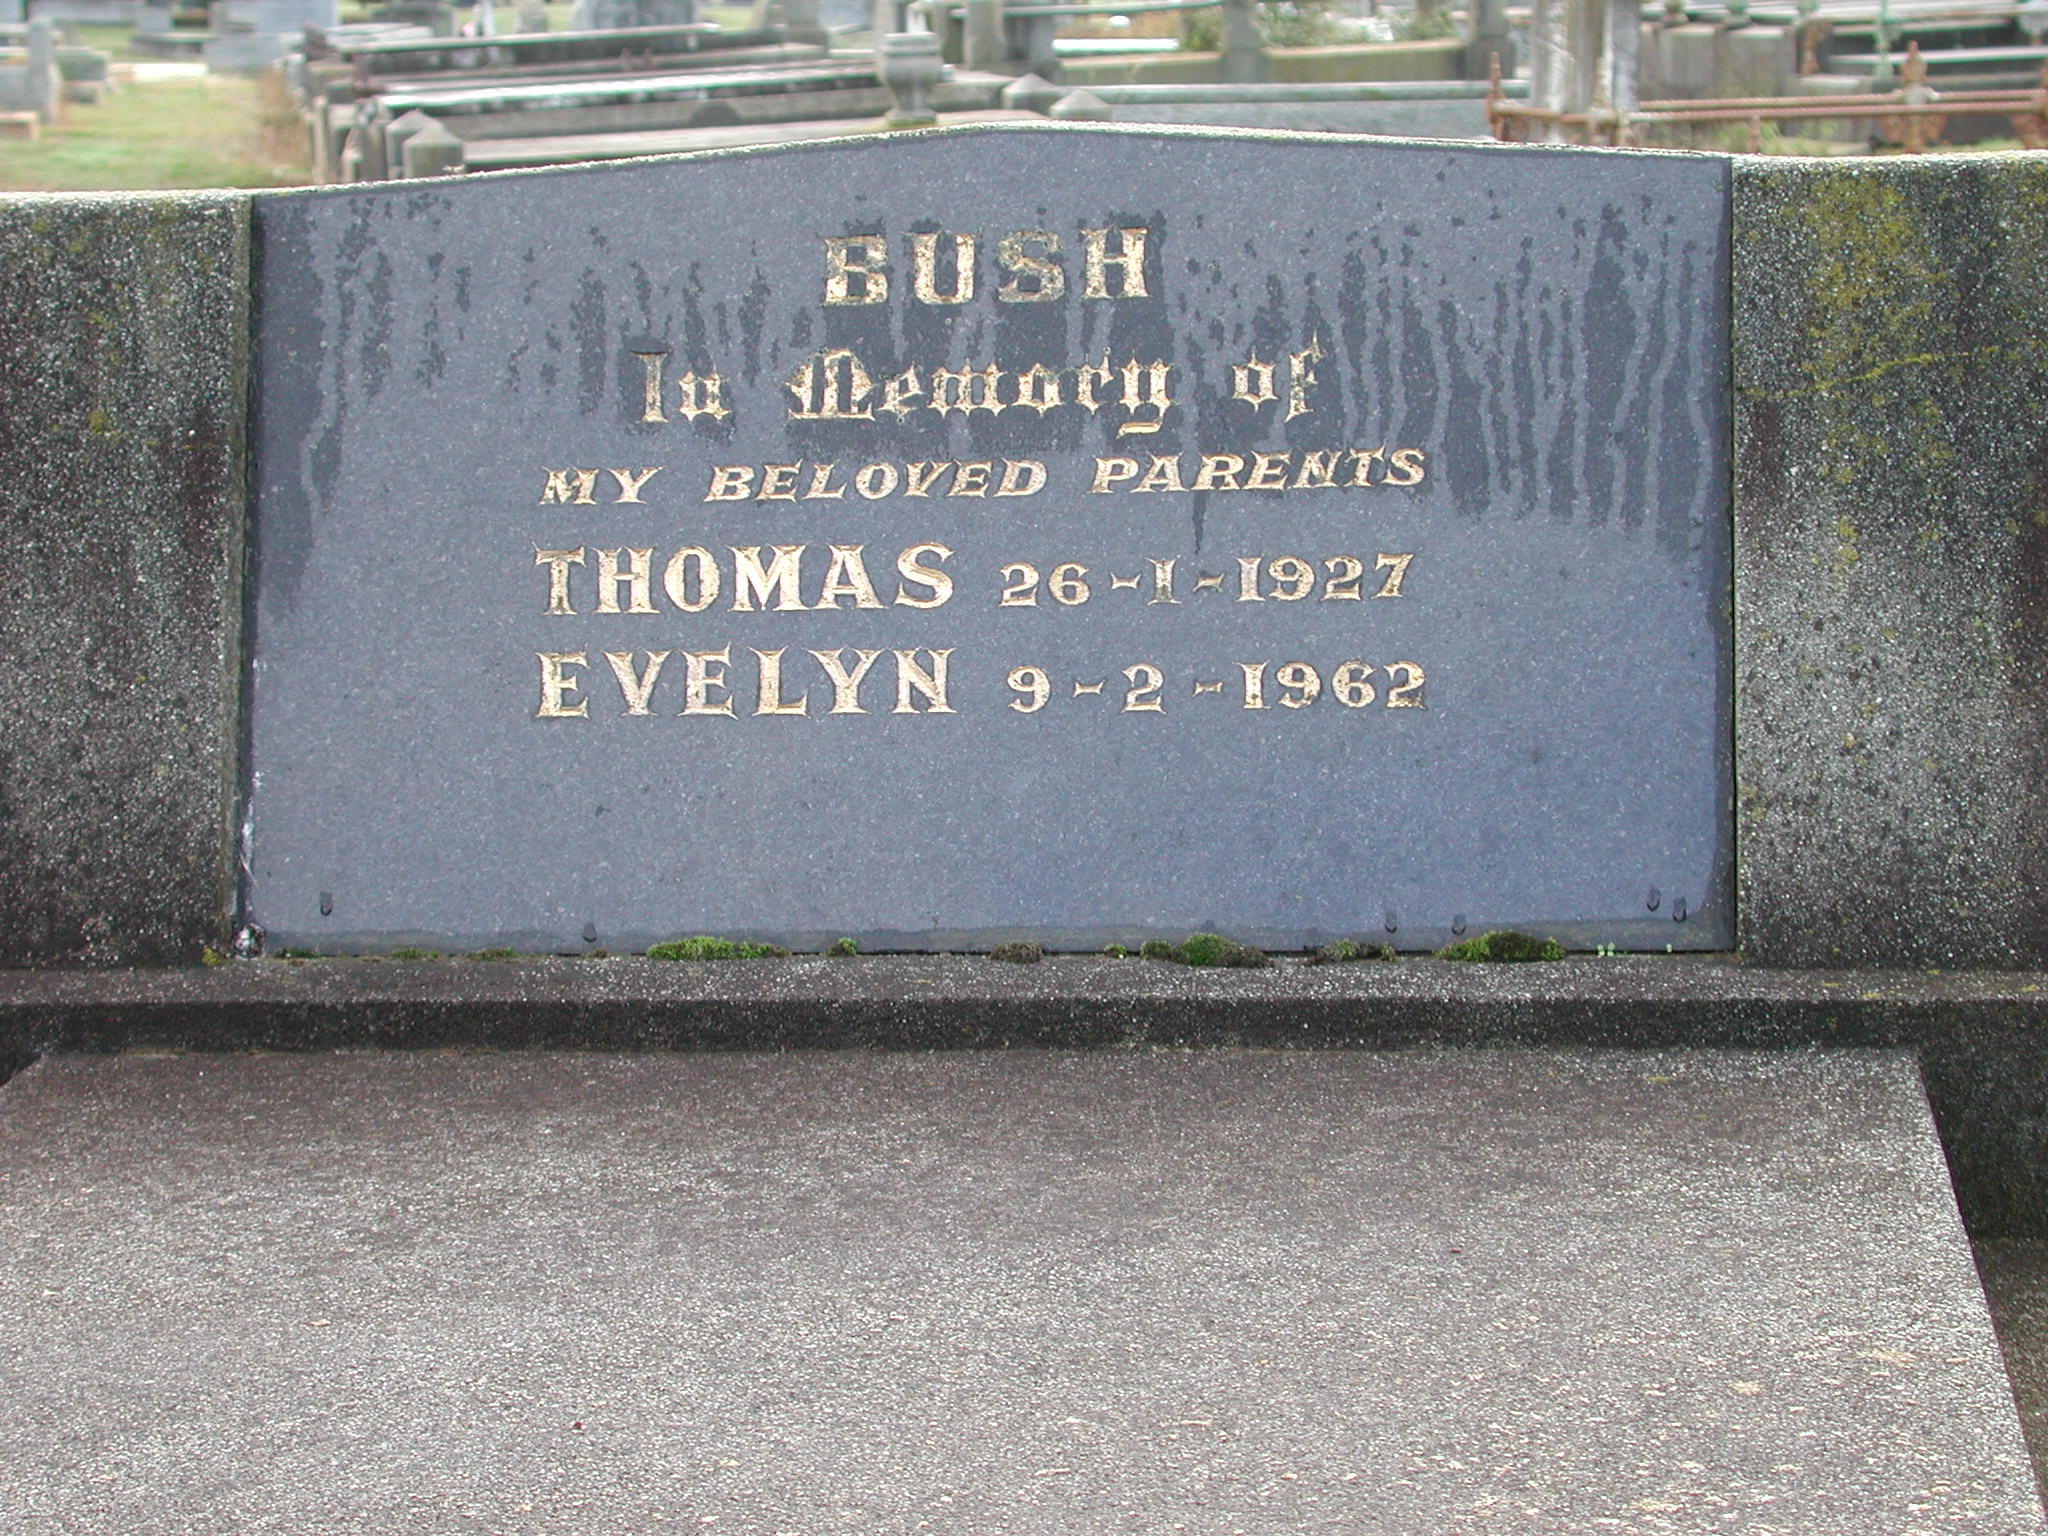 BUSH
In Memory of
MY BELOVED PARENTS
THOMAS 26-1-1927
EVELYN 9-2-1962